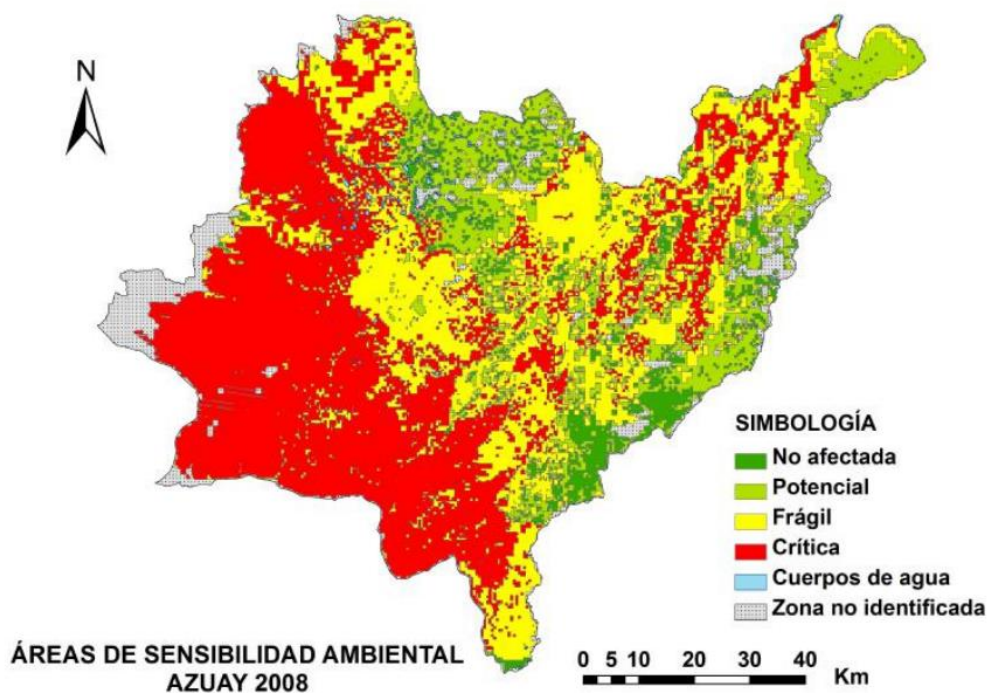 N
SIMBOLOGÍA
No afectada
Potencial
Frágil
Crítica
Cuerpos de agua
Zona no identificada
ÁREAS DE SENSIBILIDAD AMBIENTAL
AZUAY 2008
0 5 10 20 30 40
Km